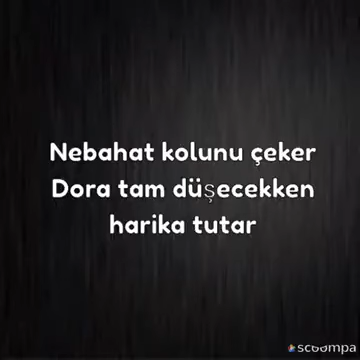 Nebahat kolunu çeker
Dora tam düşecekken
harika tutar
scoompa